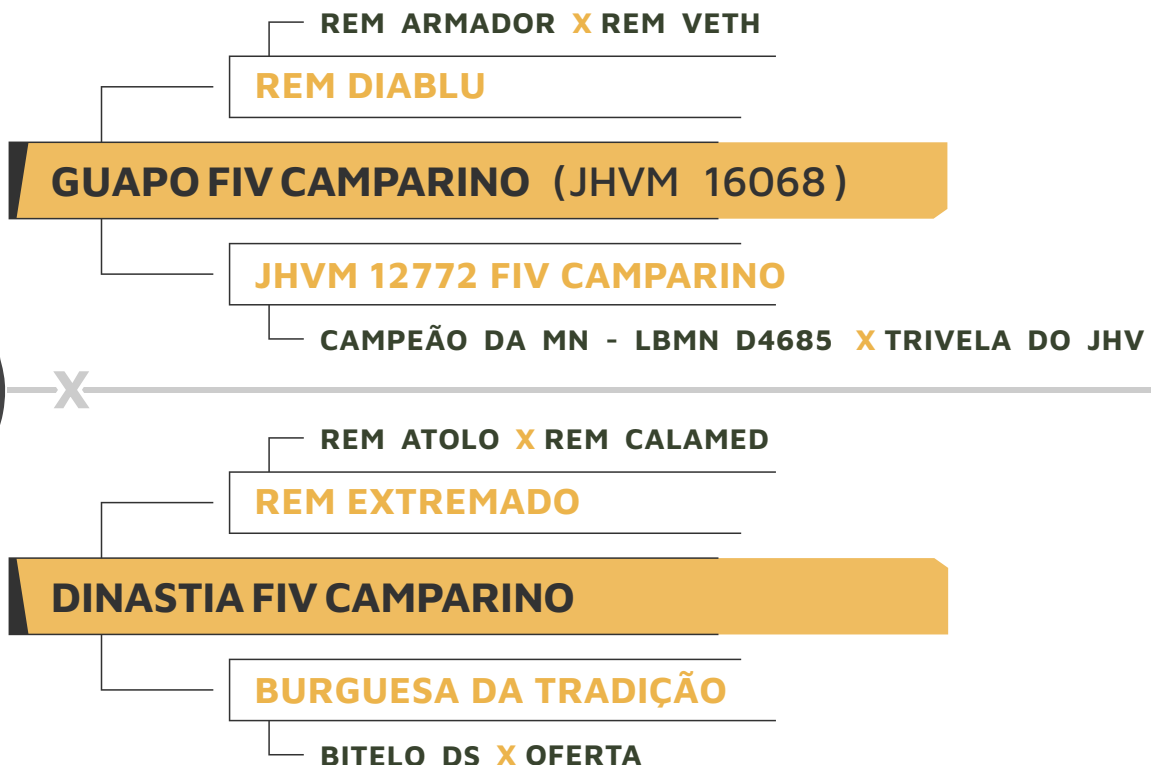 REM ARMADOR X REM VETH
REM DIABLU
GUAPO FIV CAMPARINO (JHVM 16068)
JHVM 12772 FIV CAMPARINO
CAMPEÃO DA MN - LBMN D4685 X TRIVELA DO JHV
X
REM ATOLO X REM CALAMED
REM EXTREMADO
DINASTIA FIV CAMPARINO
BURGUESA DA TRADIÇÃO
BITELO DS X OFERTA